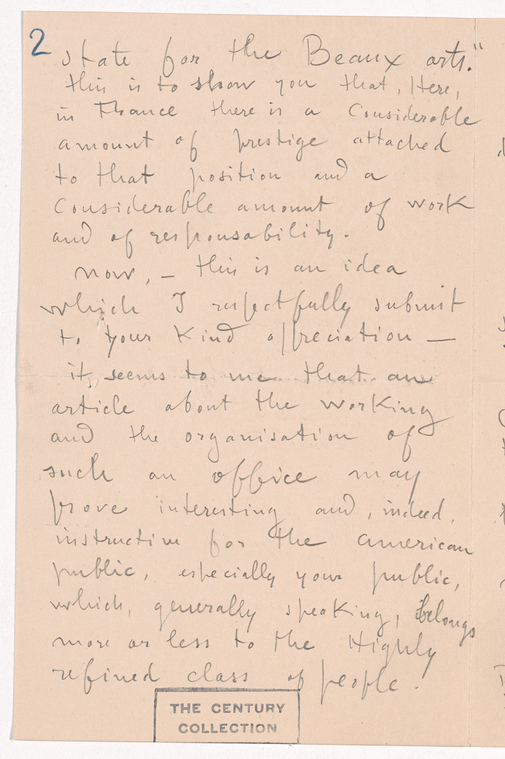 2
State for the Beaux arts."
this is to show you that, Here,
in France there is a Considerable
amount of prestige attached
to that position and a
Considerable amount of work
and of responsability.
now, — this is an idea
which I respectfully submit
to your Kind appreciation —
it seems to me that an
article about the working
and the organisation of
such an office may
prove interesting and, indeed,
instructive for the american
public, especially your public,
which, generally speaking, belongs
more or less to the Highly
refined class of people.
THE CENTURY
COLLECTION